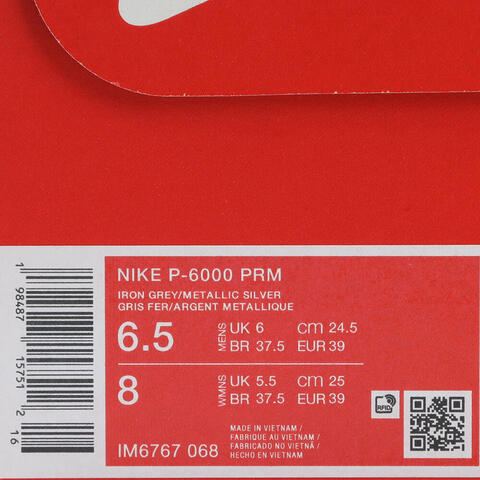 NIKE P-6000 PRM
IRON GREY/METALLIC SILVER
GRIS FER/ARGENT METALLIQUE
6.5 MENS UK 6 cm 24.5
BR 37.5 EUR 39
8 WMNS UK 5.5 cm 25
BR 37.5 EUR 39
IM6767 068
MADE IN VIETNAM /
FABRIQUE AU VIETNAM /
FABRICADO NO VIETNÃ /
HECHO EN VIETNAM
RFID
1 98487 15751 2
16